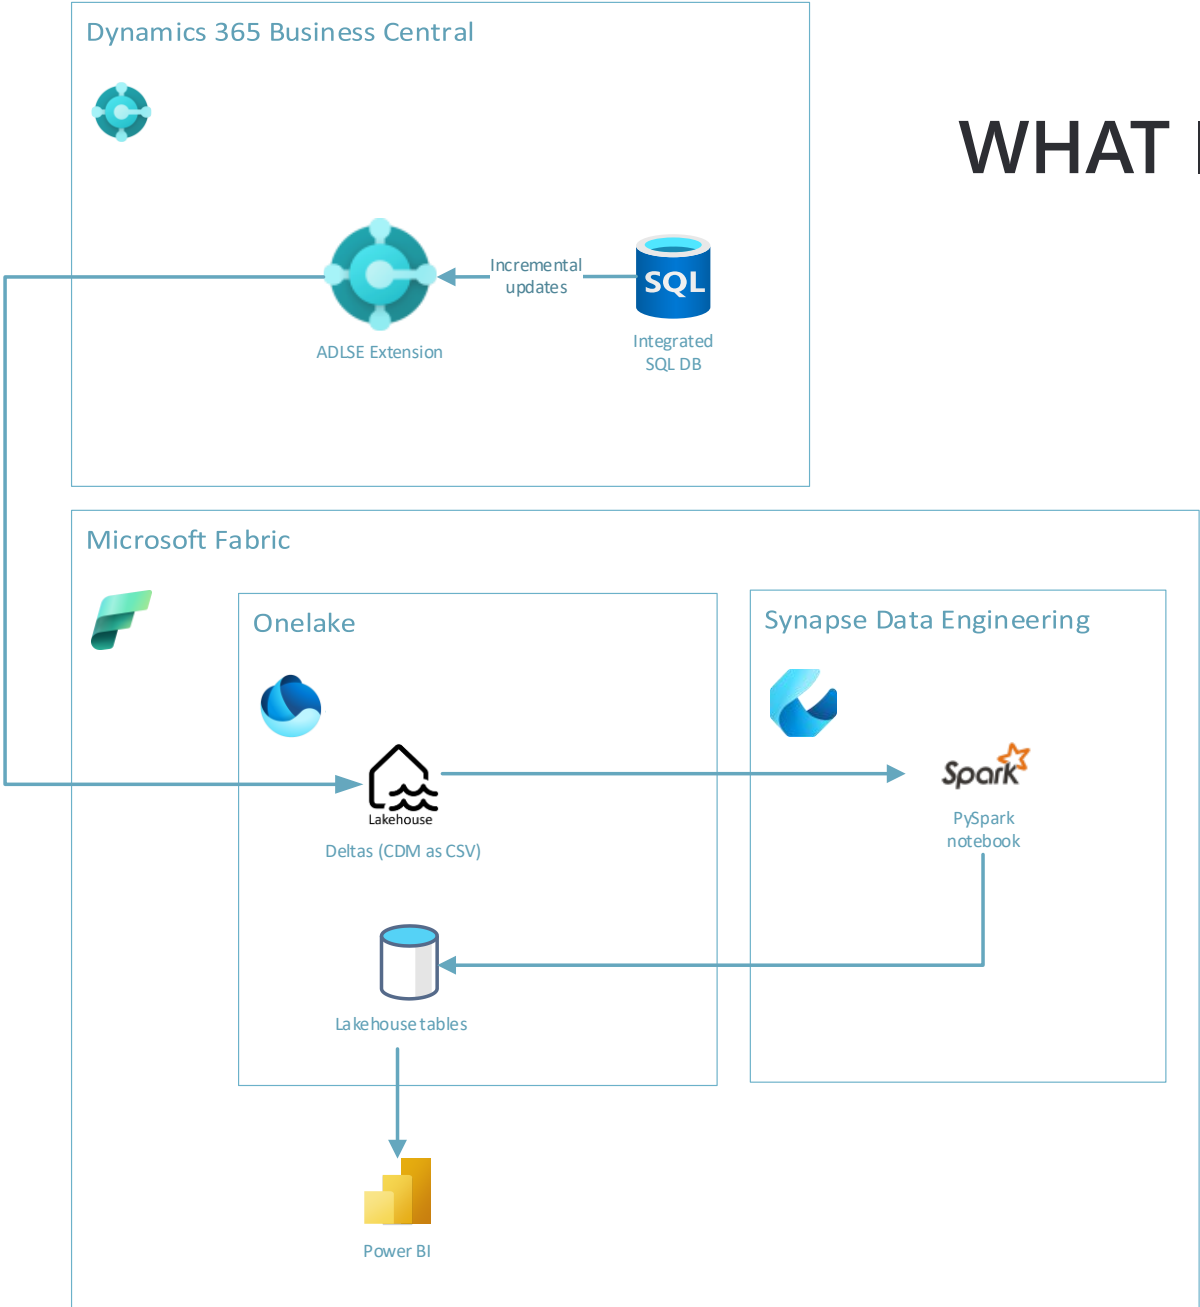 Dynamics 365 Business Central
WHAT
Incremental
updates
SQL
Integrated
SQL DB
ADLSE Extension
Microsoft Fabric
Onelake
Synapse Data Engineering
Spark
Lakehouse
PySpark
notebook
Deltas (CDM as CSV)
Lakehouse tables
Power BI